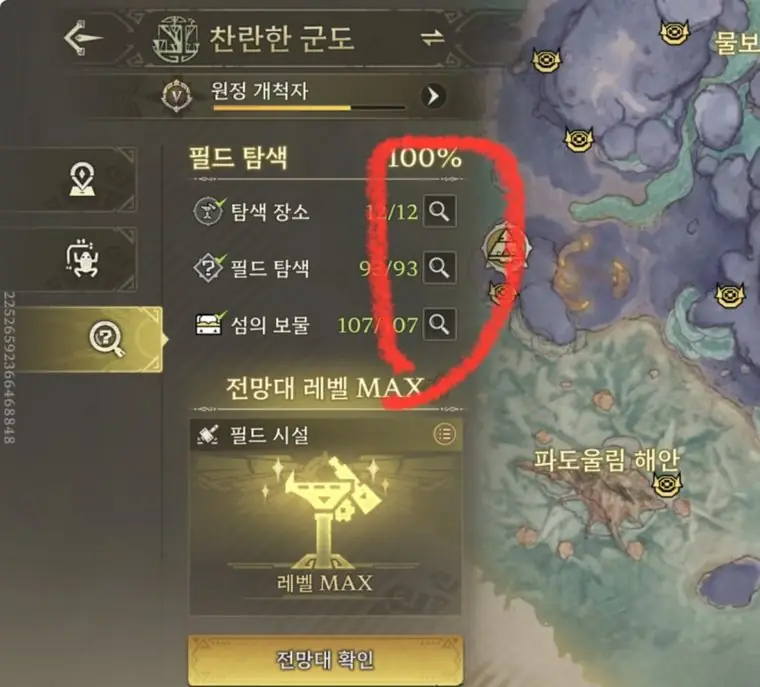 찬란한 군도
물보
V
원정 개척자
필드 탐색 100%
탐색 장소 12/12
필드 탐색 93/93
섬의 보물 107/107
전망대 레벨 MAX
필드 시설
레벨 MAX
전망대 확인
파도울림 해안
22526592366468848